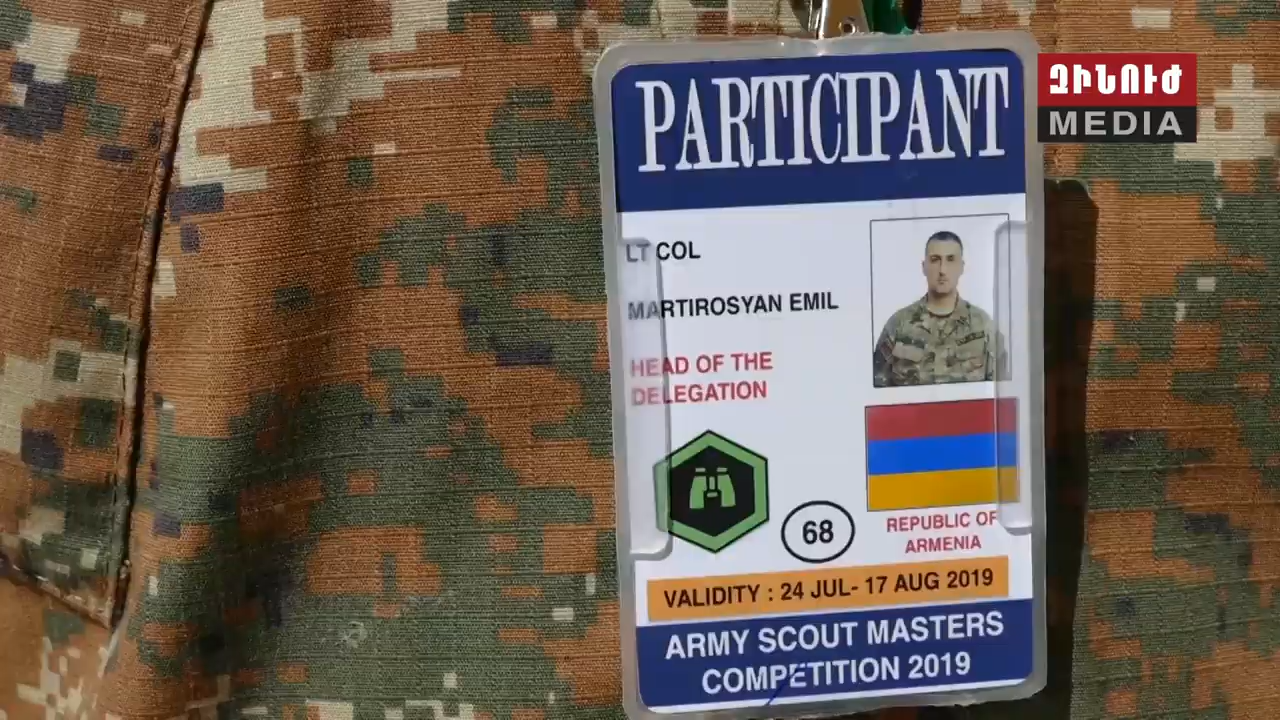 PARTICIPANT
LT COL
MARTIROSYAN EMIL
HEAD OF THE
DELEGATION
68
REPUBLIC OF
ARMENIA
VALIDITY : 24 JUL- 17 AUG 2019
ARMY SCOUT MASTERS
COMPETITION 2019
ԶԻՆՈՒԺ
MEDIA